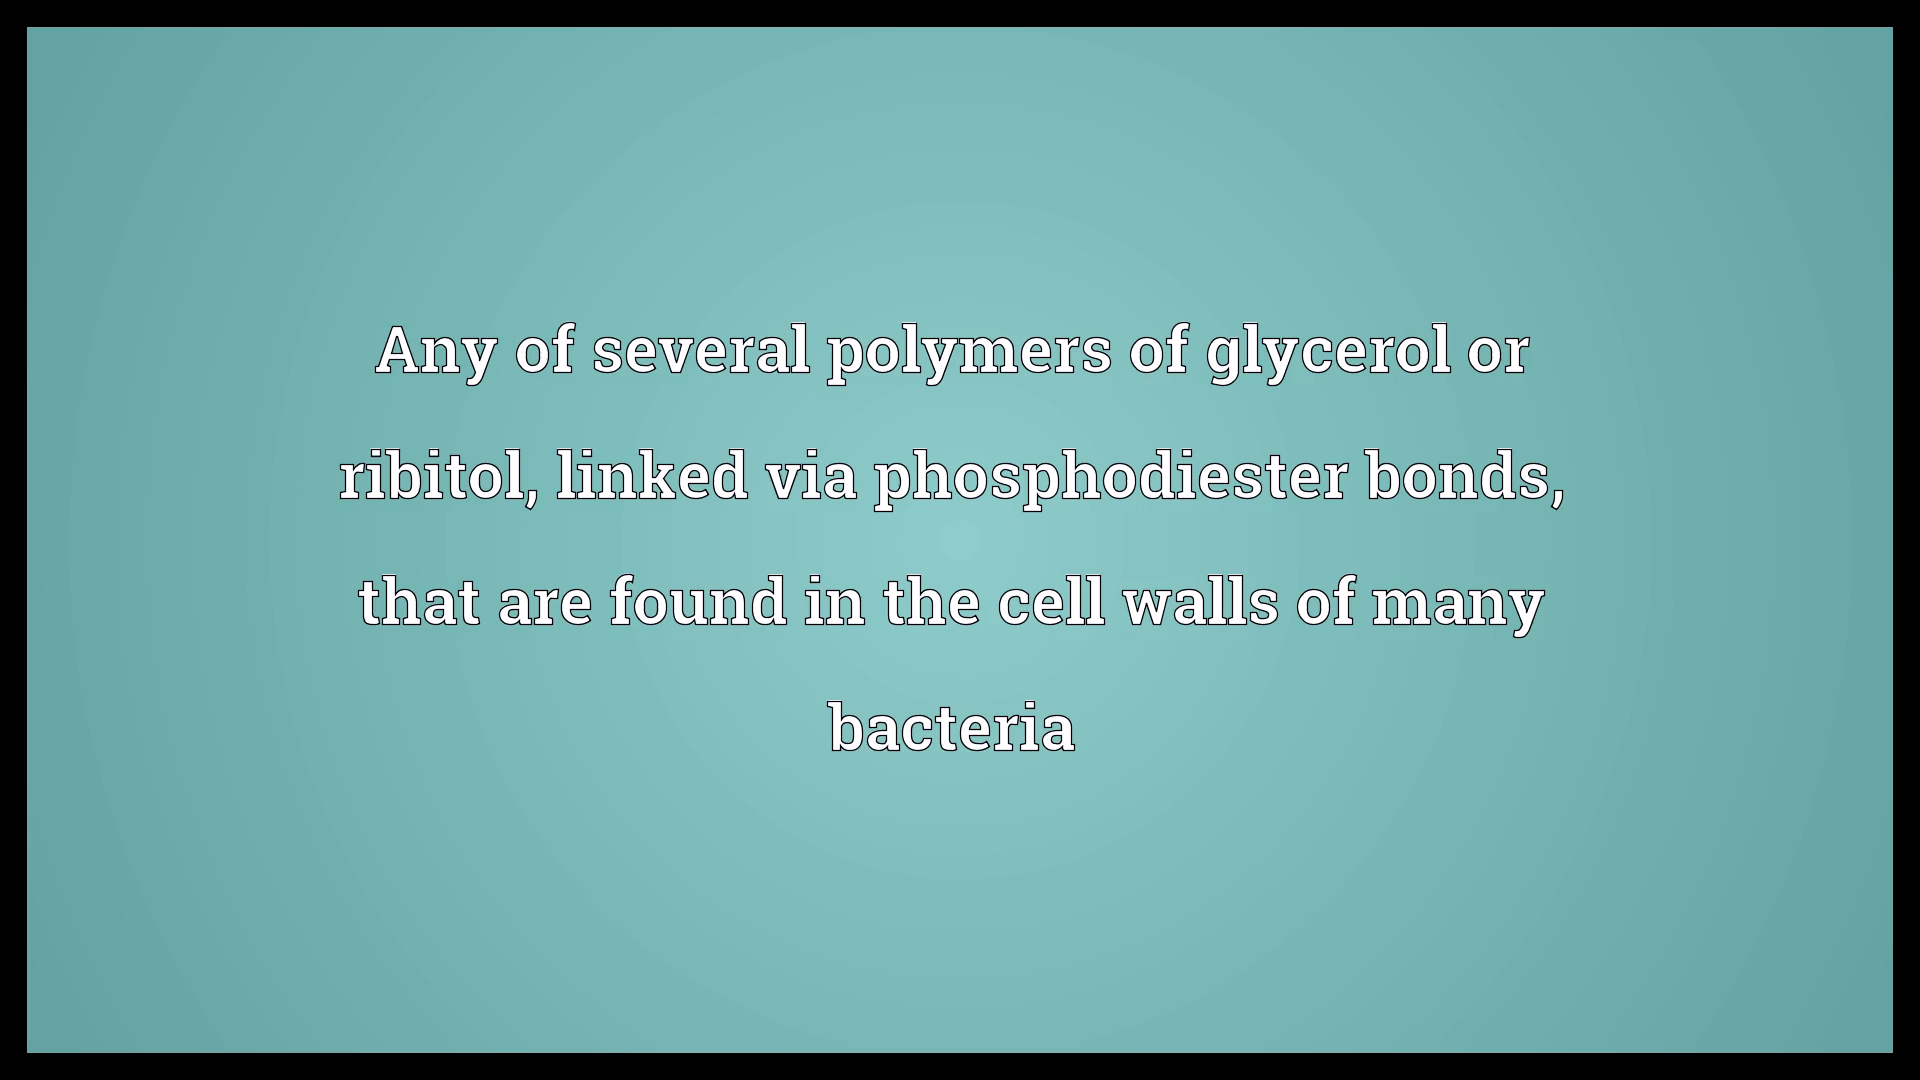 Any of several polymers of glycerol or
ribitol, linked via phosphodiester bonds,
that are found in the cell walls of many
bacteria